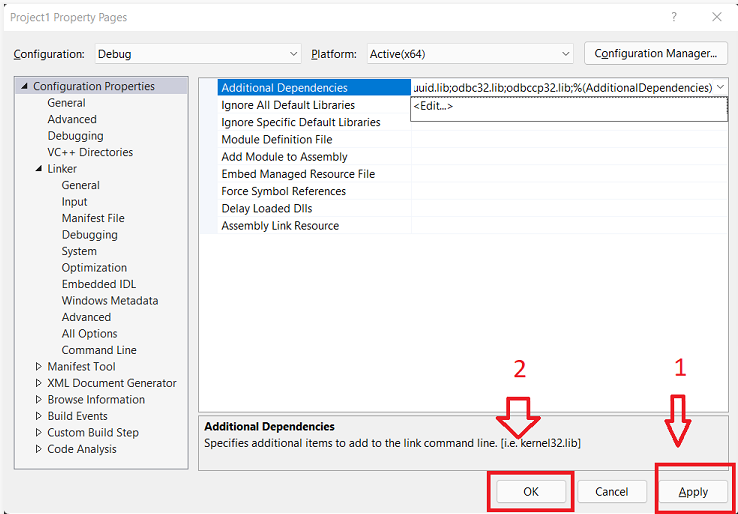 Project1 Property Pages
?
Configuration: Debug Platform: Active(x64) Configuration Manager...
Configuration Properties
General
Advanced
Debugging
VC++ Directories
Linker
General
Input
Manifest File
Debugging
System
Optimization
Embedded IDL
Windows Metadata
Advanced
All Options
Command Line
Manifest Tool
XML Document Generator
Browse Information
Build Events
Custom Build Step
Code Analysis
Additional Dependencies uuid.lib;odbc32.lib;odbccp32.lib;%(AdditionalDependencies)
Ignore All Default Libraries <Edit...>
Ignore Specific Default Libraries
Module Definition File
Add Module to Assembly
Embed Managed Resource File
Force Symbol References
Delay Loaded Dlls
Assembly Link Resource
2
1
Additional Dependencies
Specifies additional items to add to the link command line. [i.e. kernel32.lib]
OK Cancel Apply